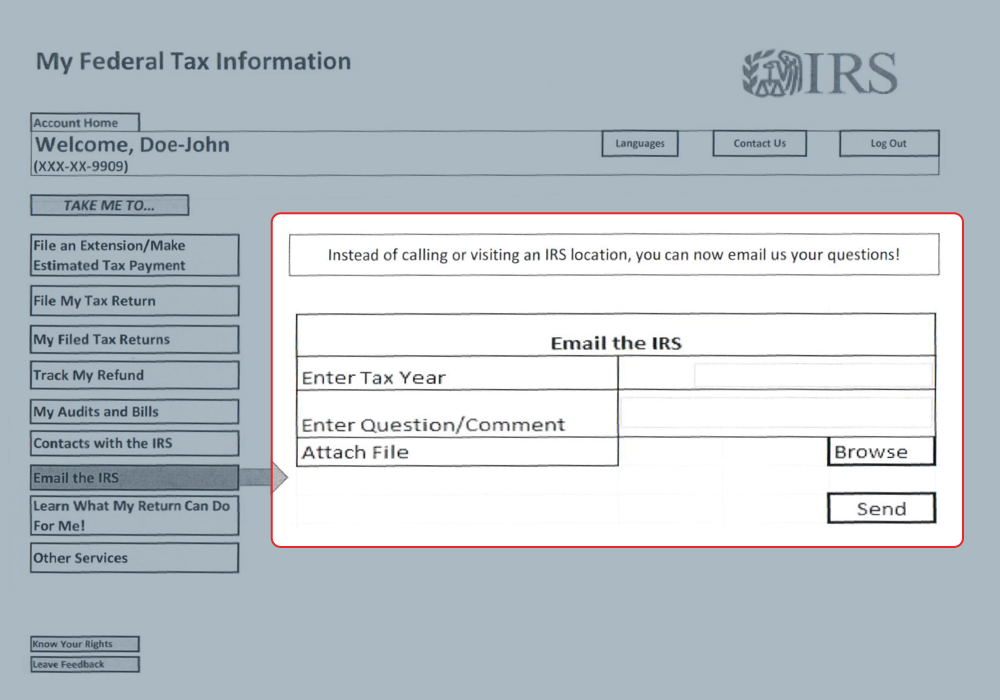 My Federal Tax Information
IRS
Account Home
Welcome, Doe-John
(XXX-XX-9909)
Languages
Contact Us
Log Out
TAKE ME TO...
File an Extension/Make
Estimated Tax Payment
File My Tax Return
My Filed Tax Returns
Track My Refund
My Audits and Bills
Contacts with the IRS
Email the IRS
Learn What My Return Can Do
For Me!
Other Services
Instead of calling or visiting an IRS location, you can now email us your questions!
Email the IRS
Enter Tax Year
Enter Question/Comment
Attach File
Browse
Send
Know Your Rights
Leave Feedback